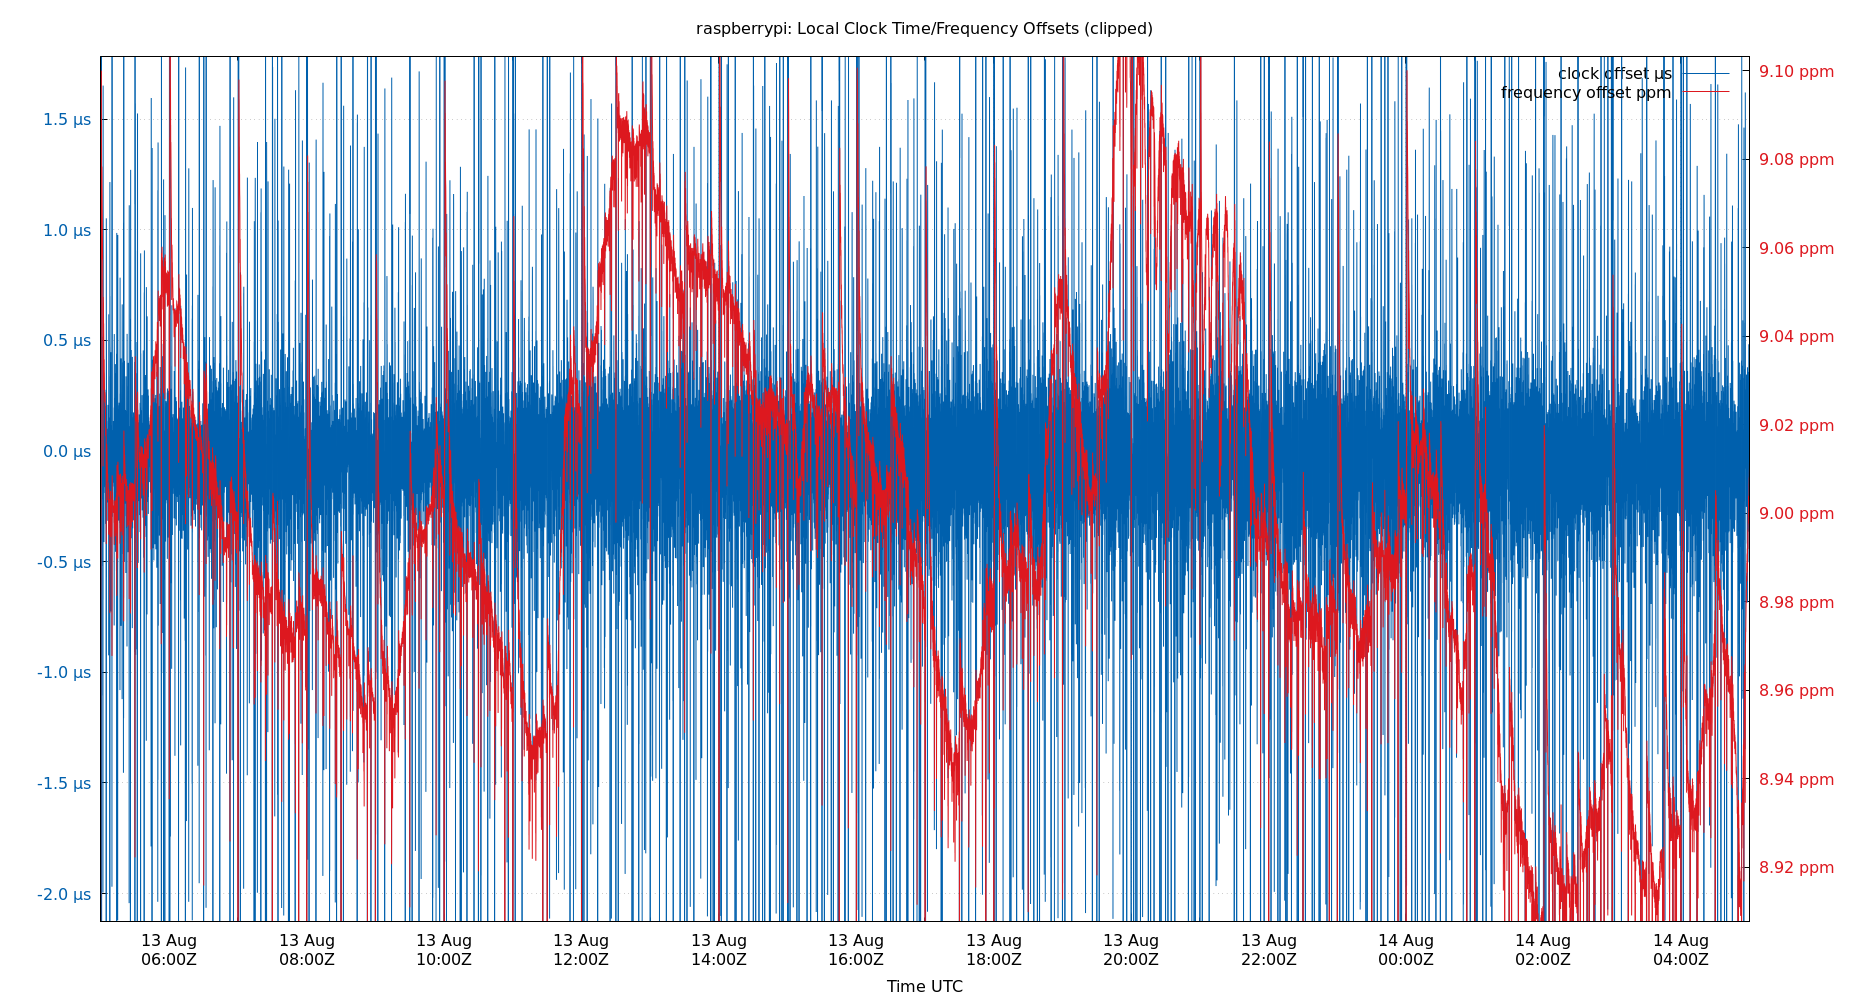 raspberrypi: Local Clock Time/Frequency Offsets (clipped)
clock offset µs
frequency offset ppm
1.5 µs
1.0 µs
0.5 µs
0.0 µs
-0.5 µs
-1.0 µs
-1.5 µs
-2.0 µs
9.10 ppm
9.08 ppm
9.06 ppm
9.04 ppm
9.02 ppm
9.00 ppm
8.98 ppm
8.96 ppm
8.94 ppm
8.92 ppm
13 Aug 13 Aug 13 Aug 13 Aug 13 Aug 13 Aug 13 Aug 13 Aug 13 Aug 14 Aug 14 Aug 14 Aug
06:00Z 08:00Z 10:00Z 12:00Z 14:00Z 16:00Z 18:00Z 20:00Z 22:00Z 00:00Z 02:00Z 04:00Z
Time UTC